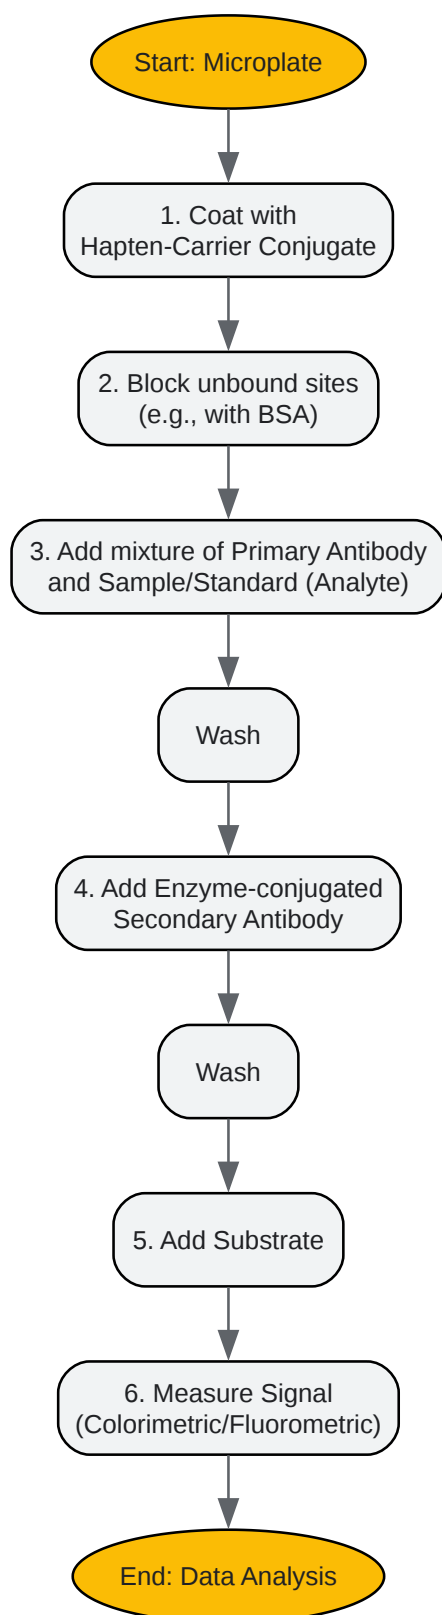 Start: Microplate
1. Coat with
Hapten-Carrier Conjugate
2. Block unbound sites
(e.g., with BSA)
3. Add mixture of Primary Antibody
and Sample/Standard (Analyte)
Wash
4. Add Enzyme-conjugated
Secondary Antibody
Wash
5. Add Substrate
6. Measure Signal
(Colorimetric/Fluorometric)
End: Data Analysis